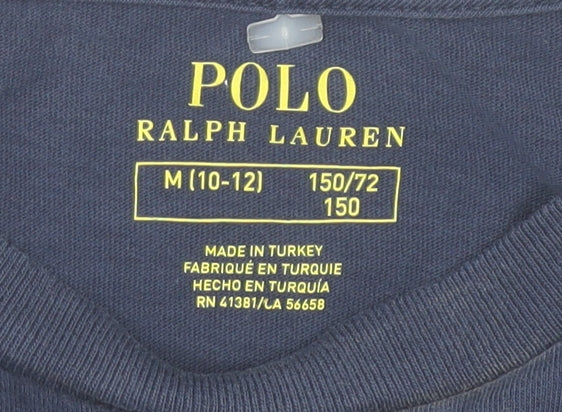 POLO
RALPH LAUREN
M (10-12) 150/72
150
MADE IN TURKEY
FABRIQUÉ EN TURQUIE
HECHO EN TURQUÍA
RN 41381/CA 56658